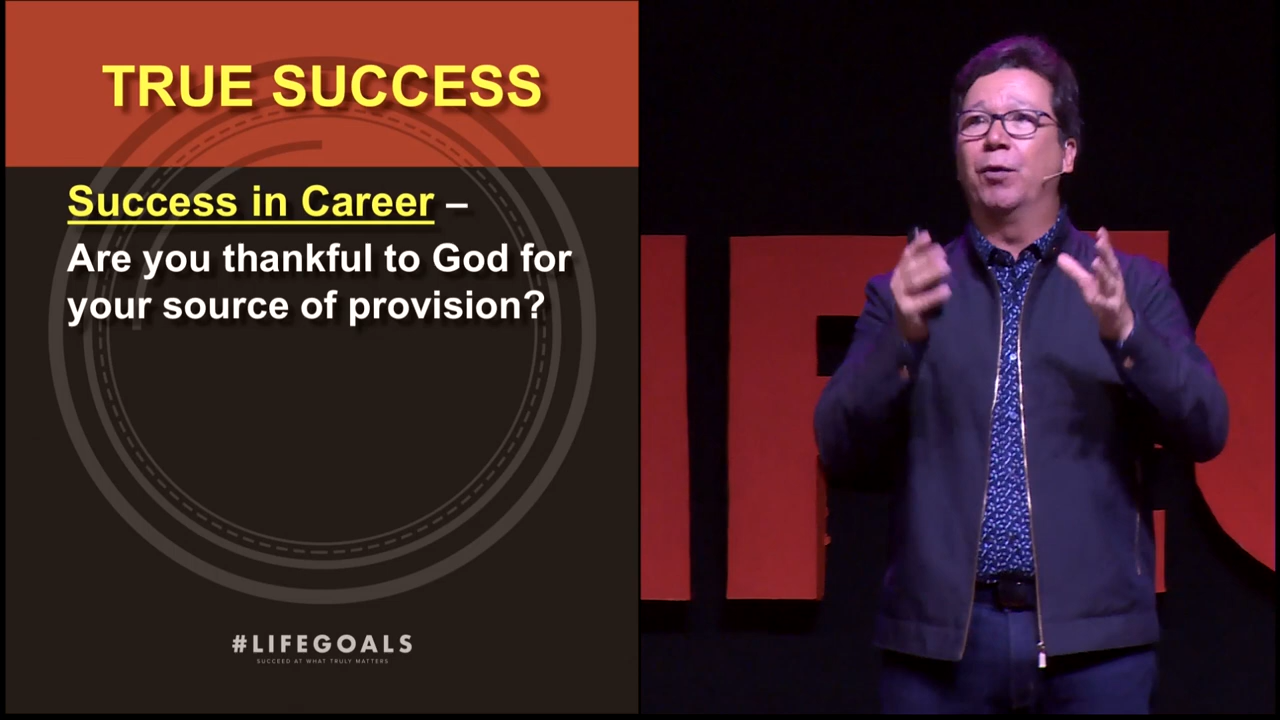 TRUE SUCCESS
Success in Career –
Are you thankful to God for
your source of provision?
#LIFEGOALS
SUCCEED AT WHAT TRULY MATTERS
IFEG